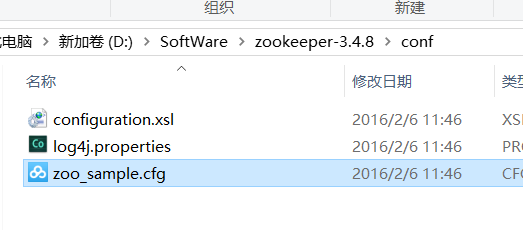 组织 新建
电脑 新加卷 (D:) SoftWare zookeeper-3.4.8 conf
名称 修改日期 类
configuration.xsl 2016/2/6 11:46 XS
log4j.properties 2016/2/6 11:46 PR
zoo_sample.cfg 2016/2/6 11:46 CF